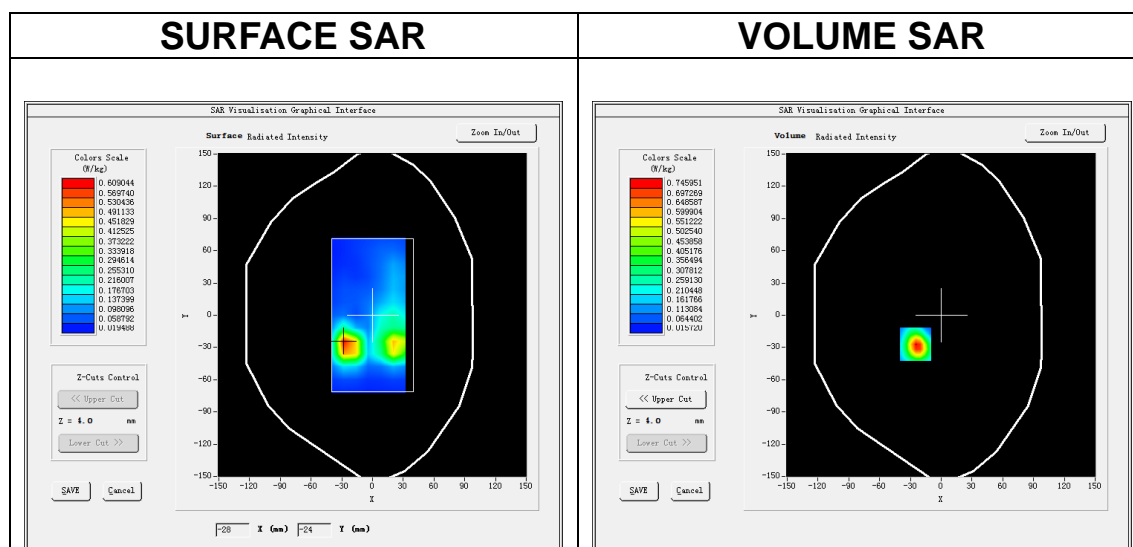 SURFACE SAR
VOLUME SAR
SAR Visualisation Graphical Interface
Surface Radiated Intensity
Zoom In/Out
Colors Scale
(W/kg)
0.609044
0.569740
0.530436
0.491133
0.451829
0.412525
0.373222
0.333918
0.294614
0.255310
0.216007
0.176703
0.137399
0.098096
0.058792
0.019488
Z-Cuts Control
<< Upper Cut
Z = 4.0 mm
Lower Cut >>
SAVE Cancel
150
120
90
60
30
0
-30
-60
-90
-120
-150
Y
-150 -120 -90 -60 -30 0 30 60 90 120 150
X
-28 X (mm) -24 Y (mm)
SAR Visualisation Graphical Interface
Volume Radiated Intensity
Zoom In/Out
Colors Scale
(W/kg)
0.745951
0.697269
0.648587
0.599904
0.551222
0.502540
0.453858
0.405176
0.356494
0.307812
0.259130
0.210448
0.161766
0.113084
0.064402
0.015720
Z-Cuts Control
<< Upper Cut
Z = 4.0 mm
Lower Cut >>
SAVE Cancel
150
120
90
60
30
0
-30
-60
-90
-120
-150
Y
-150 -120 -90 -60 -30 0 30 60 90 120 150
X